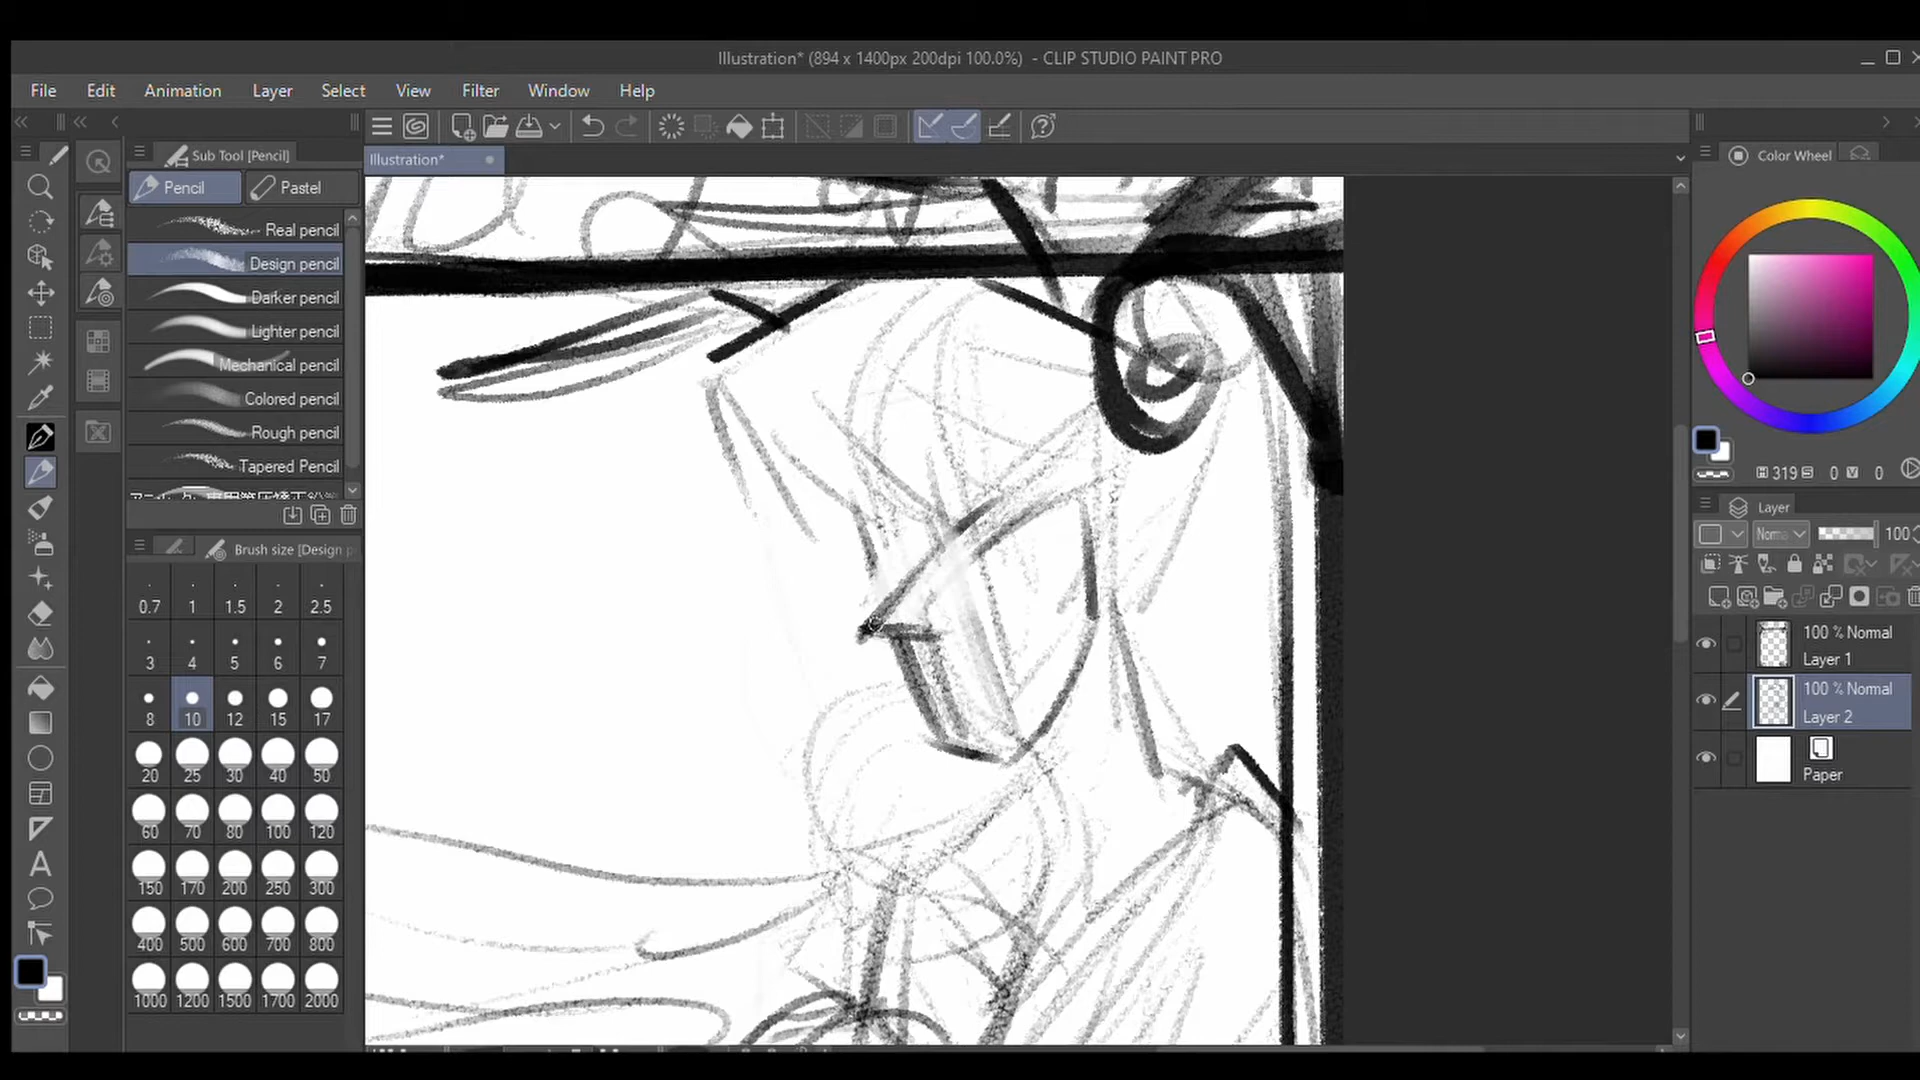 Illustration* (894 x 1400px 200dpi 100.0%) - CLIP STUDIO PAINT PRO
File Edit Animation Layer Select View Filter Window Help
Sub Tool [Pencil]
Illustration*
Color Wheel
Pencil Pastel
Real pencil
Design pencil
Darker pencil
Lighter pencil
Mechanical pencil
Colored pencil
Rough pencil
Tapered Pencil
H 319 S 0 V 0
Layer
Norma 100
Brush size [Design p
0.7 1 1.5 2 2.5
3 4 5 6 7
8 10 12 15 17
20 25 30 40 50
60 70 80 100 120
150 170 200 250 300
400 500 600 700 800
1000 1200 1500 1700 2000
100 % Normal
Layer 1
100 % Normal
Layer 2
Paper